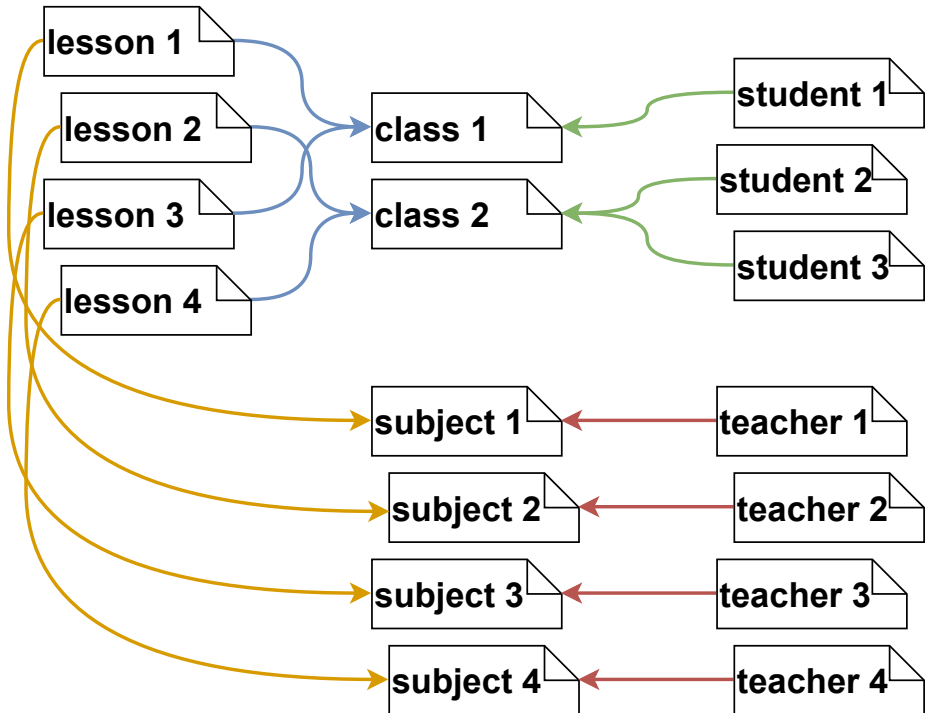 lesson 1
lesson 2
lesson 3
lesson 4
class 1
class 2
student 1
student 2
student 3
subject 1
subject 2
subject 3
subject 4
teacher 1
teacher 2
teacher 3
teacher 4